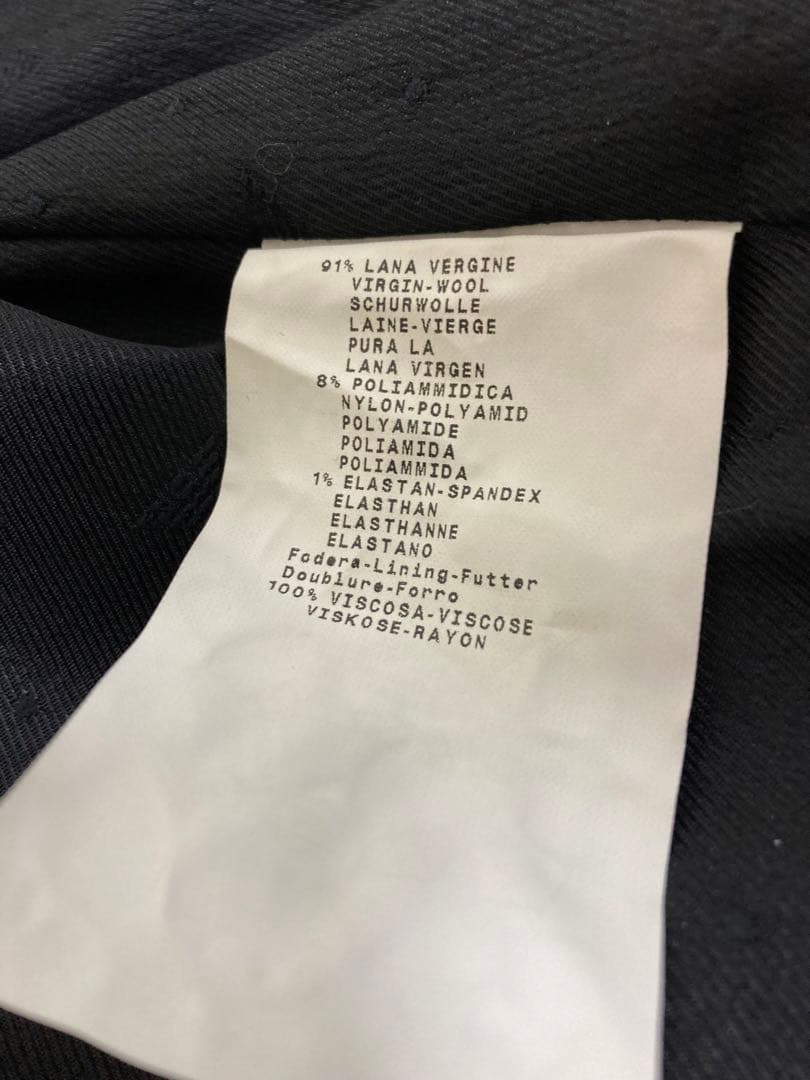 91% LANA VERGINE
VIRGIN-WOOL
SCHURWOLLE
LAINE-VIERGE
PURA LA
LANA VIRGEN
8% POLIAMMIDICA
NYLON-POLYAMID
POLYAMIDE
POLIAMIDA
POLIAMMIDA
1% ELASTAN-SPANDEX
ELASTHAN
ELASTHANNE
ELASTANO
Fodera-Lining-Futter
Doublure-Forro
100% VISCOSA-VISCOSE
VISKOSE-RAYON